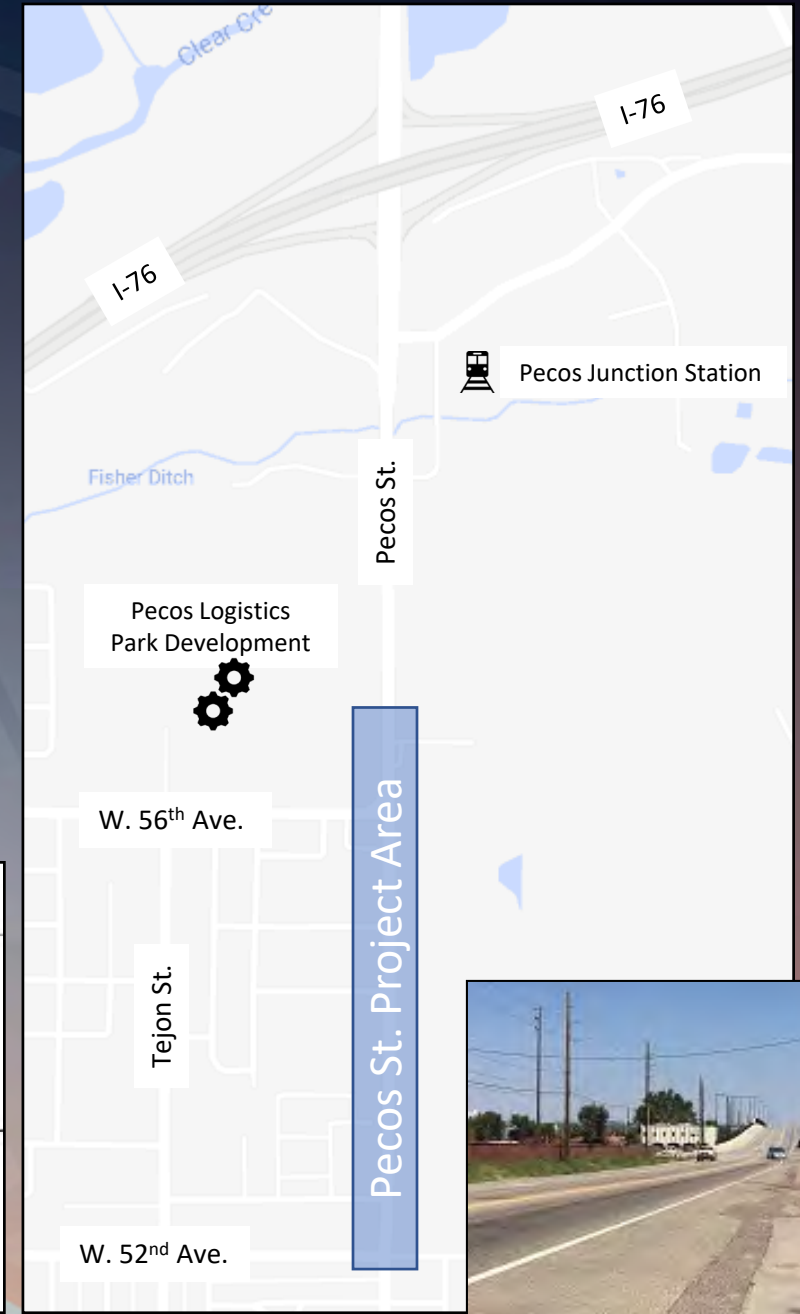 Clear Cre
I-76
I-76
Pecos Junction Station
Pecos St.
Fisher Ditch
Pecos Logistics
Park Development
W. 56th Ave.
Pecos St. Project Area
Tejon St.
W. 52nd Ave.